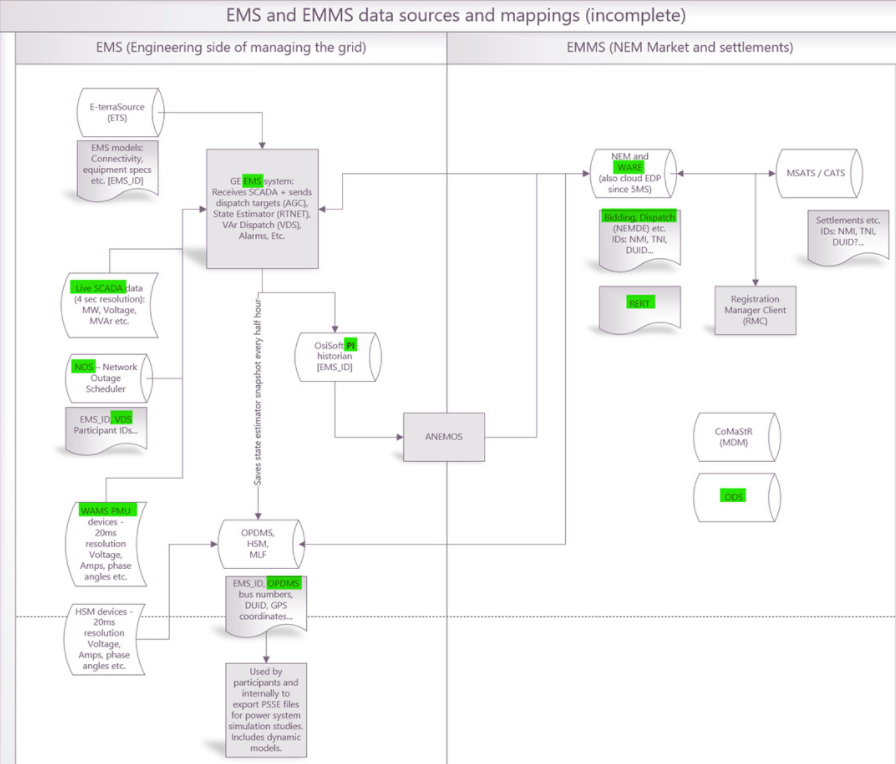 EMS and EMMS data sources and mappings (incomplete)
EMS (Engineering side of managing the grid)
EMMS (NEM Market and settlements)
E-terraSource
(ETS)
EMS models:
Connectivity,
equipment specs
etc. [EMS_ID]
GE EMS system:
Receives SCADA + sends
dispatch targets (AGC),
State Estimator (RTNET),
VAr Dispatch (VDS),
Alarms, Etc.
Live SCADA data
(4 sec resolution):
MW, Voltage,
MVAr etc.
NOS – Network
Outage
Scheduler
EMS_ID, VDS
Participant IDs...
WAMS PMU
devices -
20ms
resolution
Voltage,
Amps, phase
angles etc.
HSM devices -
20ms
resolution
Voltage,
Amps, phase
angles etc.
Saves state estimator snapshot every half hour
OsiSoft PI
historian
[EMS_ID]
ANEMOS
OPDMS,
HSM,
MLF
EMS_ID, OPDMS
bus numbers,
DUID, GPS
coordinates...
Used by
participants and
internally to
export PSSE files
for power system
simulation studies.
Includes dynamic
models.
NEM and
WARE
(also cloud EDP
since 5MS)
Bidding, Dispatch
(NEMDE) etc.
IDs: NMI, TNI,
DUID...
RERT
MSATS / CATS
Settlements etc.
IDs: NMI, TNI,
DUID?...
Registration
Manager Client
(RMC)
CoMaStR
(MDM)
ODS